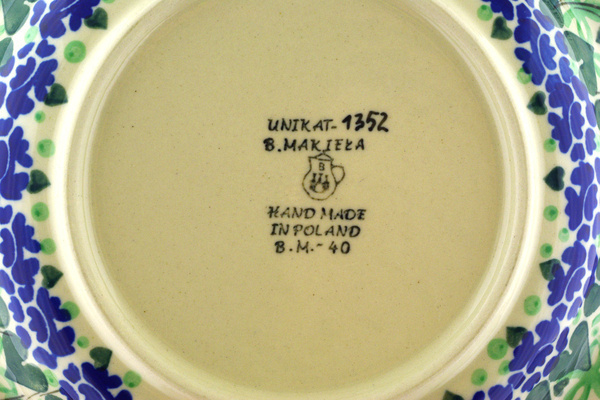 UNIKAT-1352
B. MAKIEŁA
B
HAND MADE
IN POLAND
B.M.-40